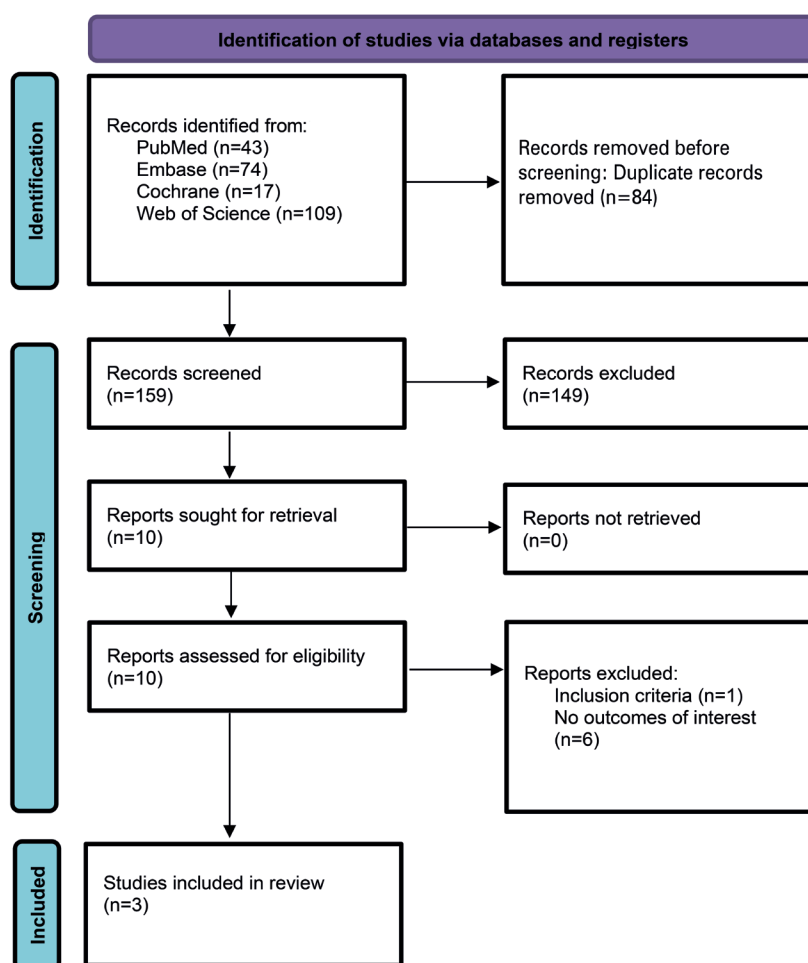 Identification of studies via databases and registers
Identification
Records identified from:
PubMed (n=43)
Embase (n=74)
Cochrane (n=17)
Web of Science (n=109)
Records removed before
screening: Duplicate records
removed (n=84)
Screening
Records screened
(n=159)
Records excluded
(n=149)
Reports sought for retrieval
(n=10)
Reports not retrieved
(n=0)
Reports assessed for eligibility
(n=10)
Reports excluded:
Inclusion criteria (n=1)
No outcomes of interest
(n=6)
Included
Studies included in review
(n=3)